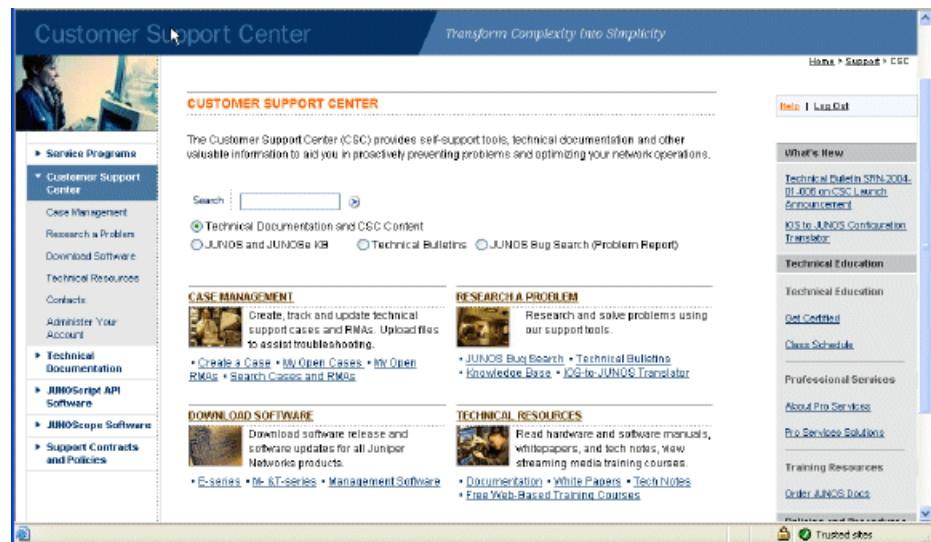 Customer Support Center
Transform Complexity Into Simplicity
Home > Support > CSC
Help | Log Out
Service Programs
Customer Support
Center
Case Management
Research a Problem
Download Software
Technical Resources
Contacts
Administer Your
Account
Technical
Documentation
JUNOScript API
Software
JUNOScope Software
Support Contracts
and Policies
CUSTOMER SUPPORT CENTER
The Customer Support Center (CSC) provides self-support tools, technical documentation and other
valuable information to aid you in proactively preventing problems and optimizing your network operations.
Search
Technical Documentation and CSC Content
JUNOS and JUNOSe KB Technical Bulletins JUNOS Bug Search (Problem Report)
CASE MANAGEMENT
Create, track and update technical
support cases and RMAs. Upload files
to assist troubleshooting.
• Create a Case • My Open Cases • My Open
RMAs • Search Cases and RMAs
RESEARCH A PROBLEM
Research and solve problems using
our support tools.
• JUNOS Bug Search • Technical Bulletins
• Knowledge Base • IOS-to-JUNOS Translator
DOWNLOAD SOFTWARE
Download software release and
software updates for all Juniper
Networks products.
• E-series • M- &T-series • Management Software
TECHNICAL RESOURCES
Read hardware and software manuals,
whitepapers, and tech notes, view
streaming media training courses.
• Documentation • White Papers • Tech Notes
• Free Web-Based Training Courses
What's New
Technical Bulletin SRN-2004-
01-006 on CSC Launch
Announcement
IOS to JUNOS Configuration
Translator
Technical Education
Technical Education
Get Certified
Class Schedule
Professional Services
About Pro Services
Pro Services Solutions
Training Resources
Order JUNOS Docs
Policies and Procedures
Trusted sites